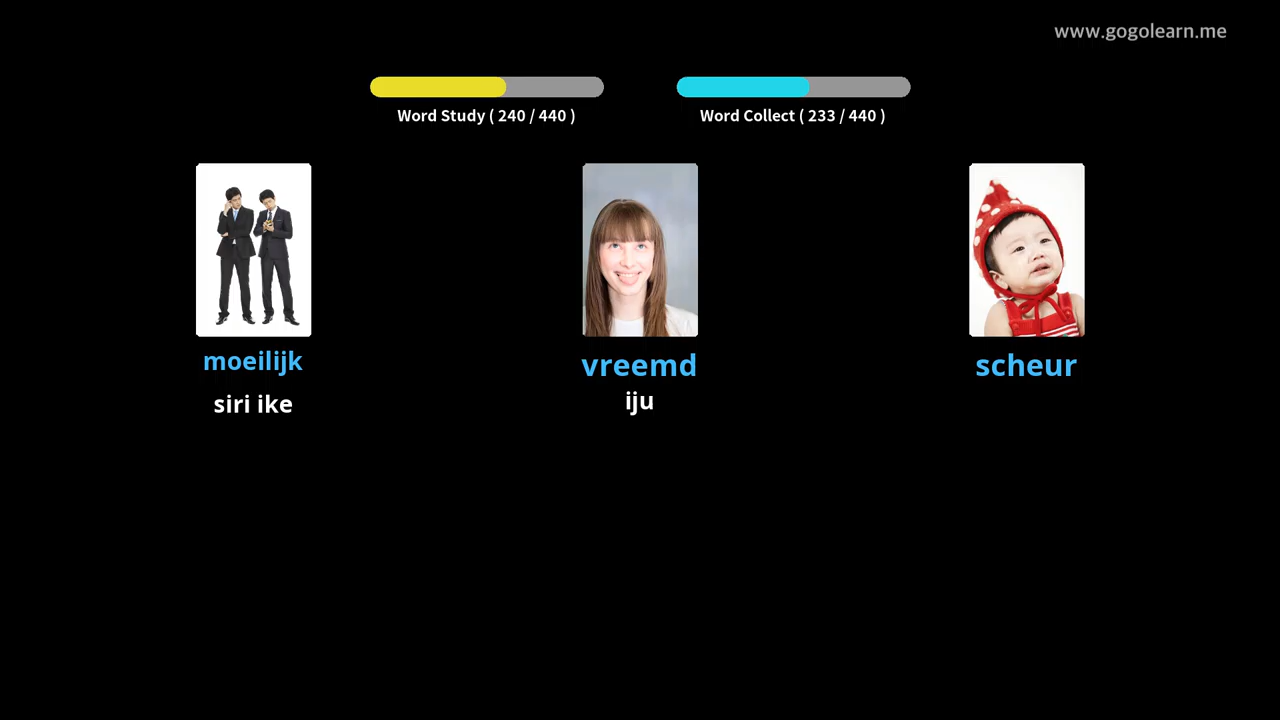 www.gogolearn.me
Word Study ( 240 / 440 )
Word Collect ( 233 / 440 )
moeilijk
vreemd
scheur
siri ike
iju